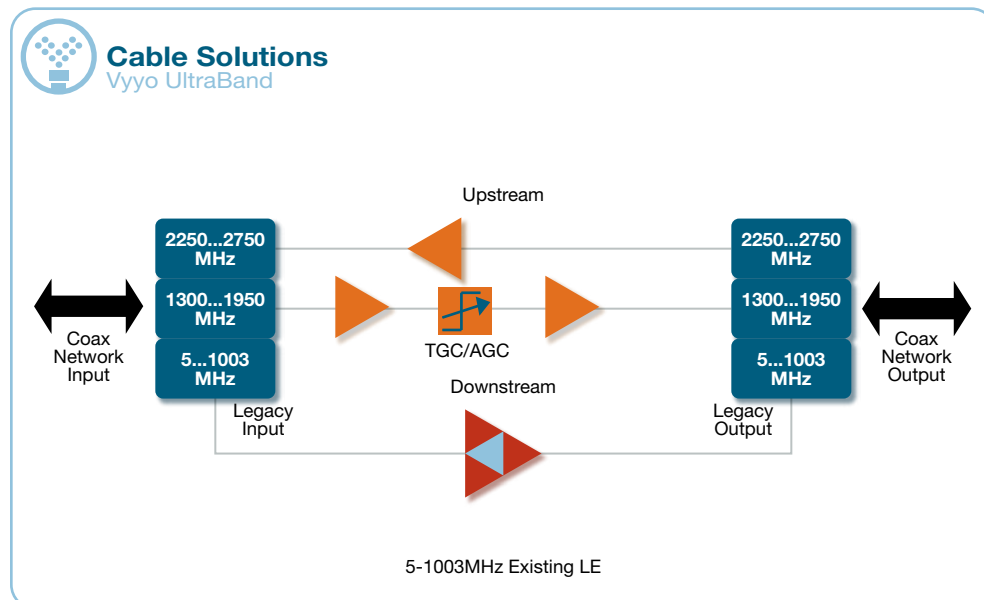 Cable Solutions
Vyyo UltraBand
Upstream
2250...2750
MHz
2250...2750
MHz
1300...1950
MHz
1300...1950
MHz
Coax
Network
Input
TGC/AGC
Coax
Network
Output
5...1003
MHz
5...1003
MHz
Downstream
Legacy
Input
Legacy
Output
5-1003MHz Existing LE